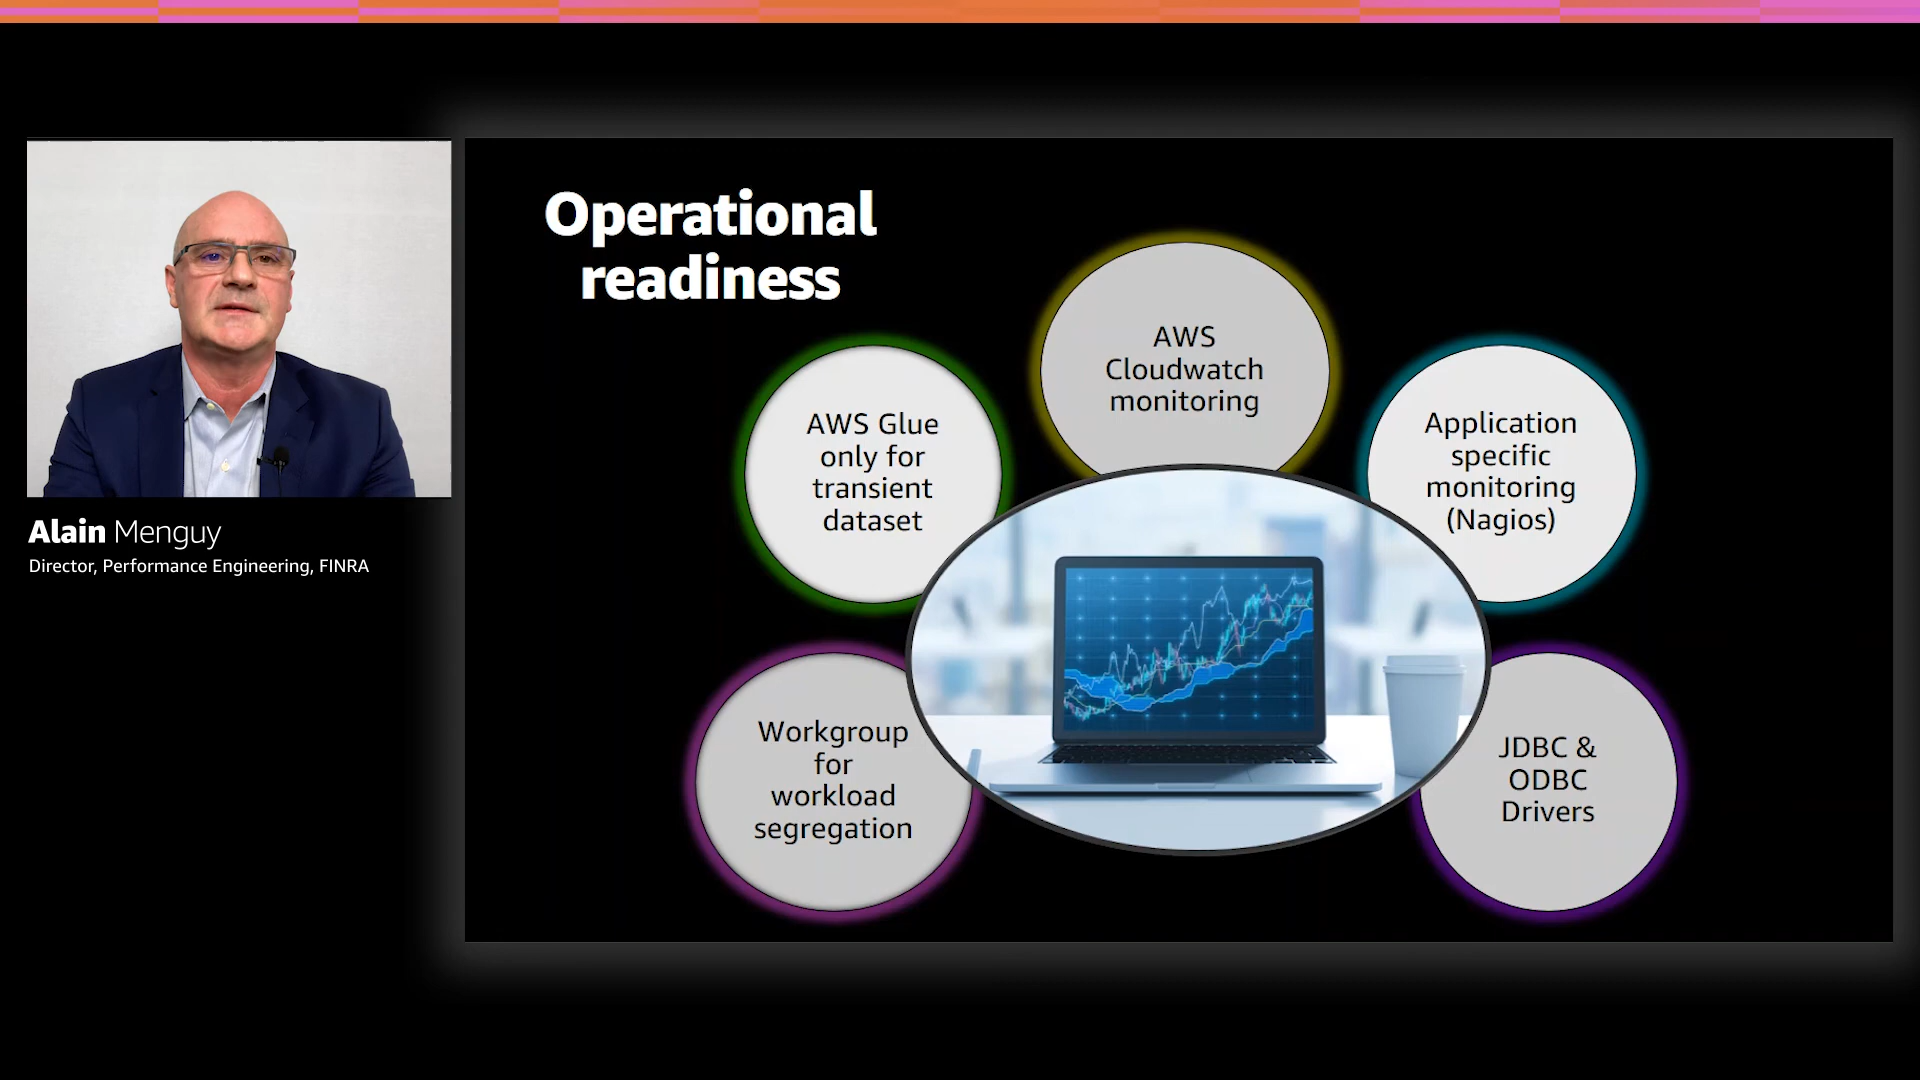 Operational
readiness
AWS
Cloudwatch
monitoring
AWS Glue
only for
transient
dataset
Application
specific
monitoring
(Nagios)
Workgroup
for
workload
segregation
JDBC &
ODBC
Drivers
Alain Menguy
Director, Performance Engineering, FINRA